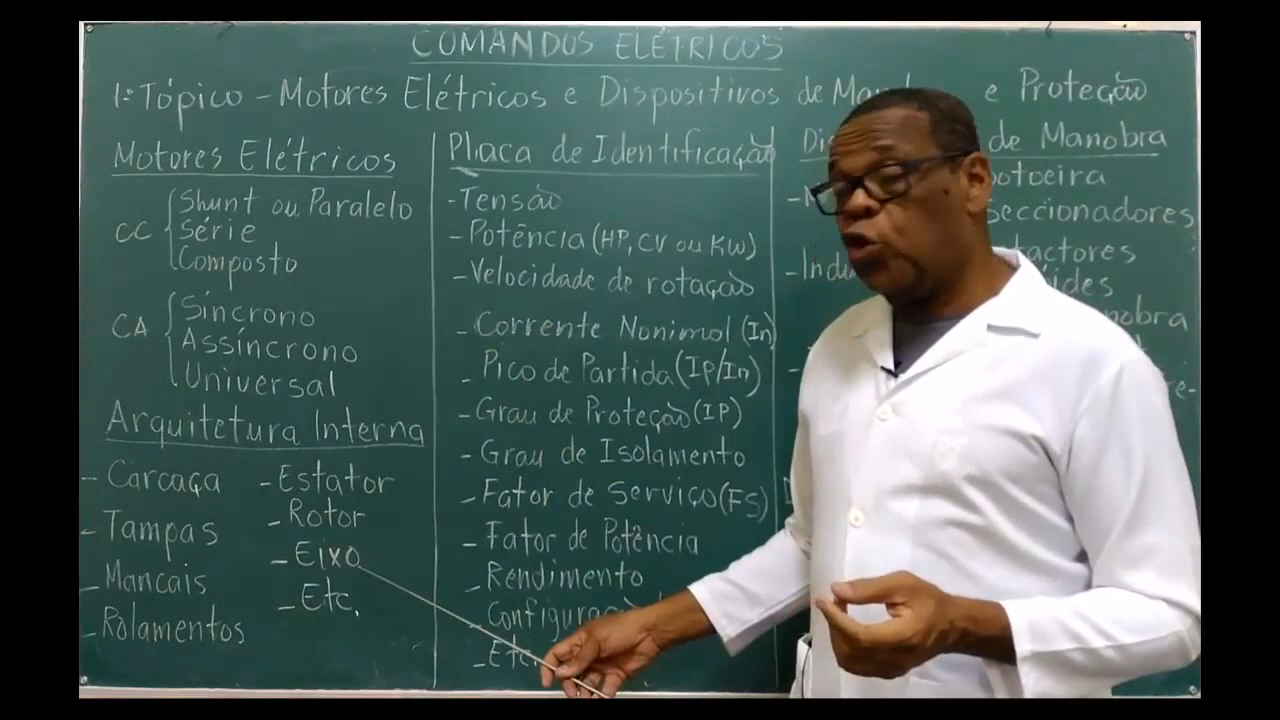 COMANDOS ELÉTRICOS
1º Tópico - Motores Elétricos e Dispositivos de e Proteção
Motores Elétricos
CC
Shunt ou Paralelo
Série
Composto
CA
Síncrono
Assíncrono
Universal
Arquitetura Interna
- Carcaça
- Tampas
- Mancais
- Rolamentos
- Estator
- Rotor
- Eixo
- Etc.
Placa de Identificação
- Tensão
- Potência (HP, CV ou KW)
- Velocidade de rotação
- Corrente Nonimol (In)
- Pico de Partida (Ip/In)
- Grau de Proteção (IP)
- Grau de Isolamento
- Fator de Serviço (FS)
- Fator de Potência
- Rendimento
- Etc.
de Manobra